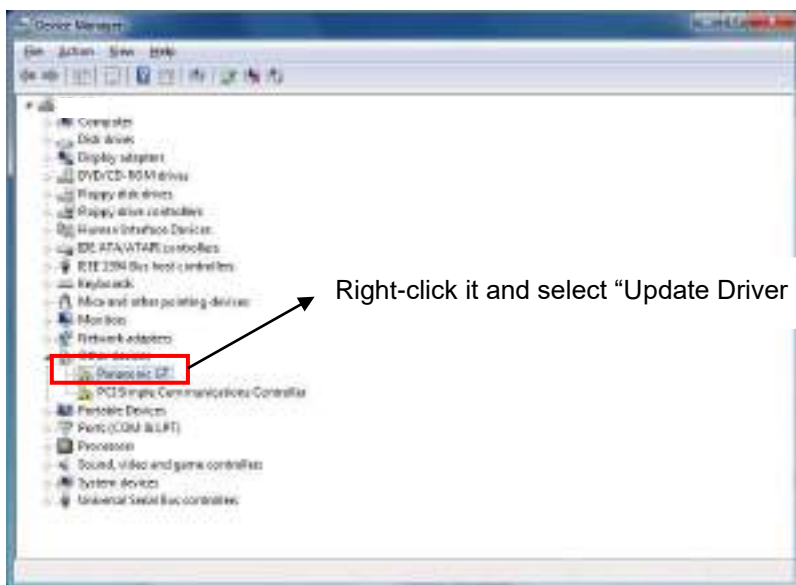 Device Manager
File Action View Help
Computer
Disk drives
Display adapters
DVD/CD-ROM drives
Floppy disk drives
Floppy drive controllers
Human Interface Devices
IDE ATA/ATAPI controllers
IEEE 1394 Bus host controllers
Keyboards
Mice and other pointing devices
Right-click it and select “Update Driver
Monitors
Network adapters
Other devices
Panasonic GT
PCI Simple Communications Controller
Portable Devices
Ports (COM & LPT)
Processors
Sound, video and game controllers
System devices
Universal Serial Bus controllers